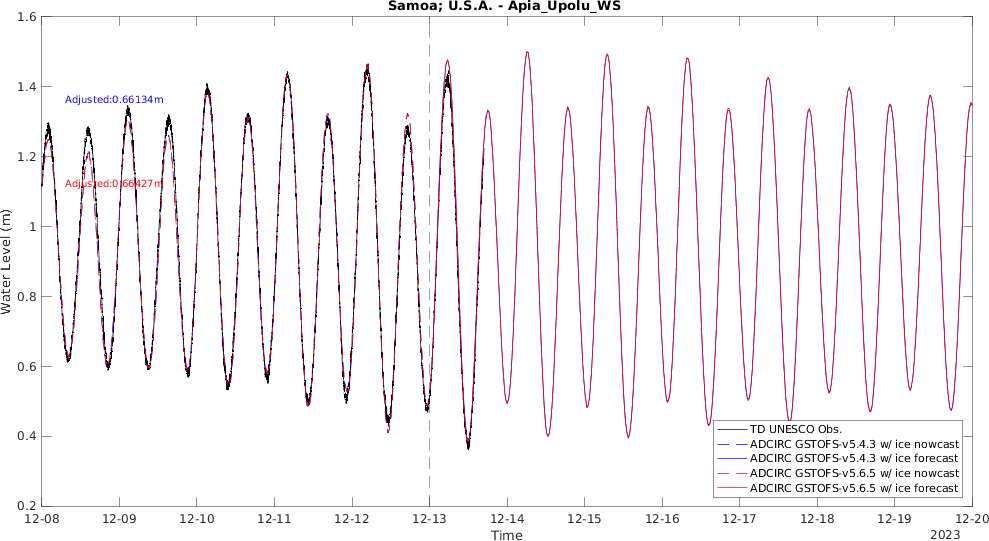 Samoa; U.S.A. - Apia_Upolu_WS
1.6
1.4
1.2
1
0.8
0.6
0.4
0.2
Water Level (m)
Adjusted:0.66134m
Adjusted:0.66427m
TD UNESCO Obs.
ADCIRC GSTOFS-v5.4.3 w/ ice nowcast
ADCIRC GSTOFS-v5.4.3 w/ ice forecast
ADCIRC GSTOFS-v5.6.5 w/ ice nowcast
ADCIRC GSTOFS-v5.6.5 w/ ice forecast
12-08 12-09 12-10 12-11 12-12 12-13 12-14 12-15 12-16 12-17 12-18 12-19 12-20
Time
2023